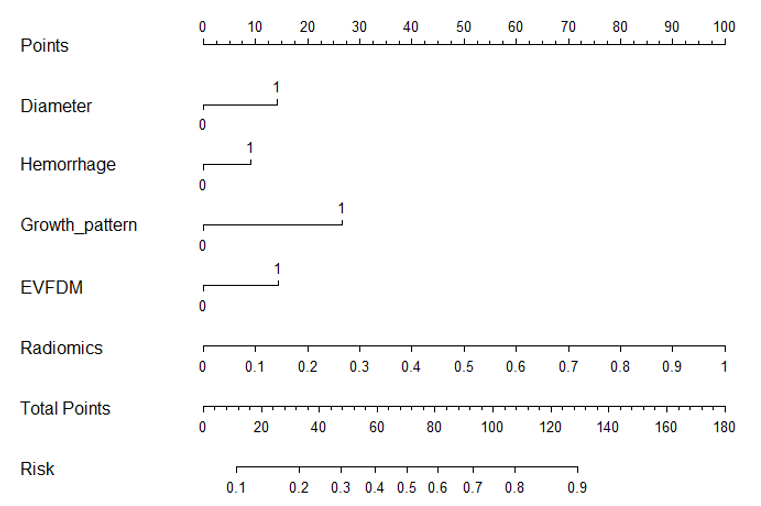 0 10 20 30 40 50 60 70 80 90 100
Points
1
Diameter
0
1
Hemorrhage
0
1
Growth_pattern
0
1
EVFDM
0
Radiomics
0 0.1 0.2 0.3 0.4 0.5 0.6 0.7 0.8 0.9 1
Total Points
0 20 40 60 80 100 120 140 160 180
Risk
0.1 0.2 0.3 0.4 0.5 0.6 0.7 0.8 0.9